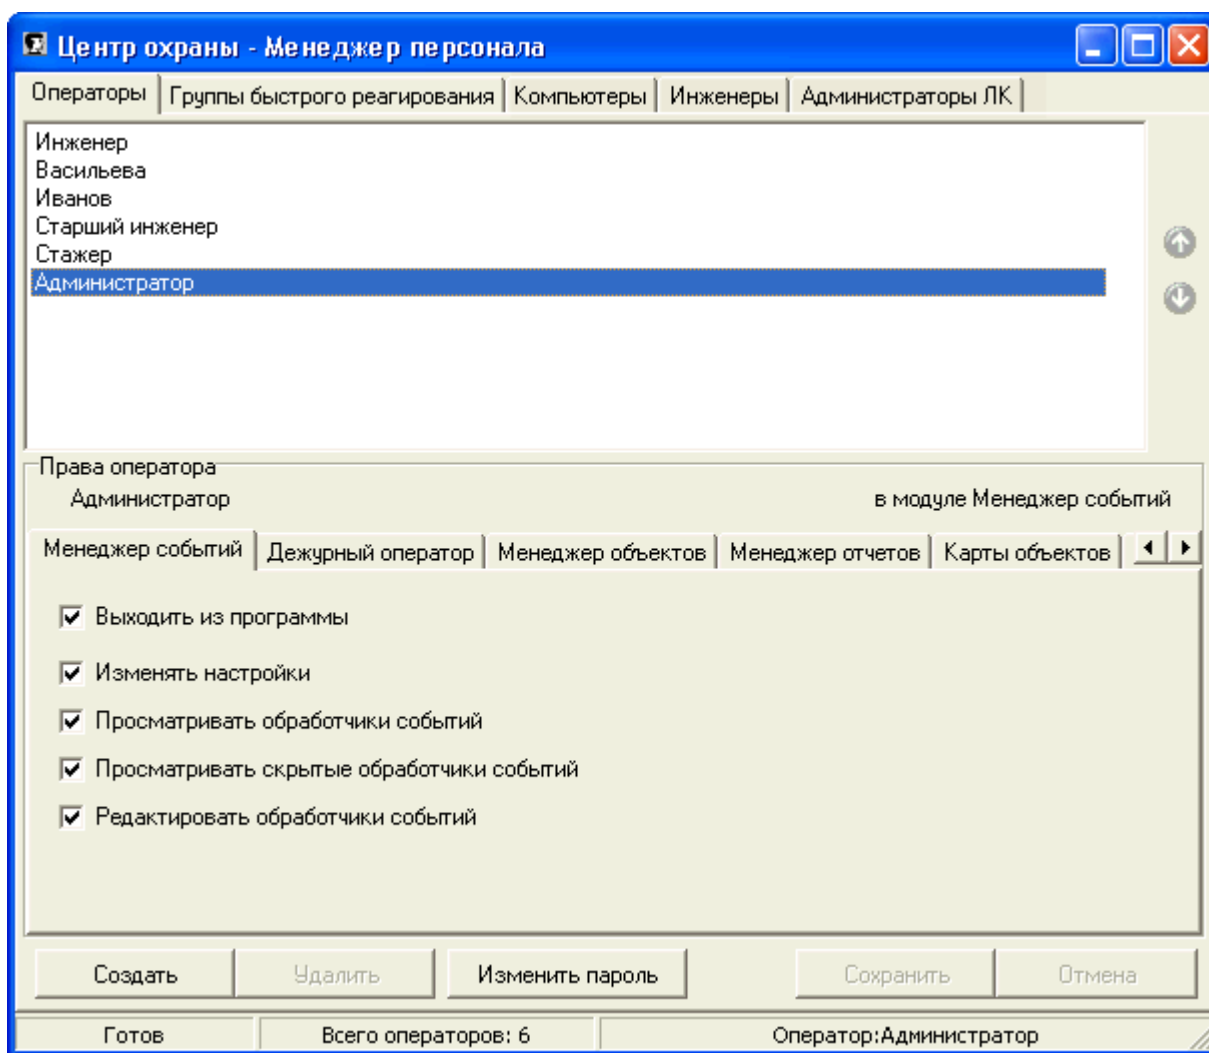 Центр охраны - Менеджер персонала
Операторы Группы быстрого реагирования Компьютеры Инженеры Администраторы ЛК
Инженер
Васильева
Иванов
Старший инженер
Стажер
Администратор
Права оператора
Администратор в модуле Менеджер событий
Менеджер событий Дежурный оператор Менеджер объектов Менеджер отчетов Карты объектов
Выходить из программы
Изменять настройки
Просматривать обработчики событий
Просматривать скрытые обработчики событий
Редактировать обработчики событий
Создать Удалить Изменить пароль Сохранить Отмена
Готов Всего операторов: 6 Оператор:Администратор